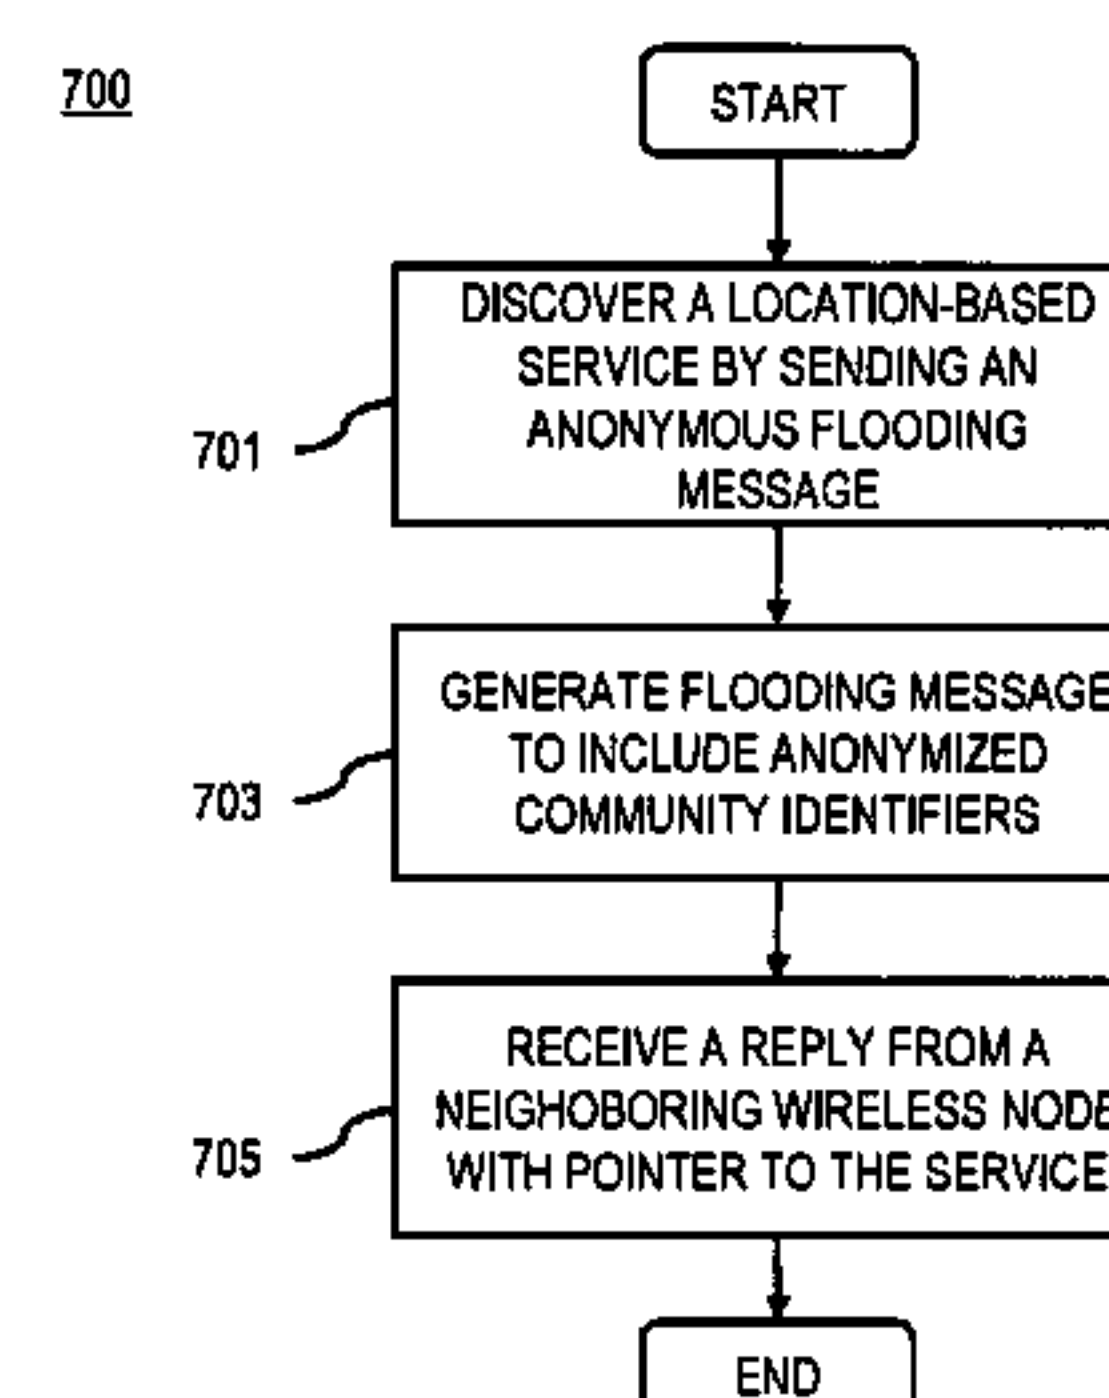 700
START
DISCOVER A LOCATION-BASED
SERVICE BY SENDING AN
ANONYMOUS FLOODING
MESSAGE
701
GENERATE FLOODING MESSAGE
TO INCLUDE ANONYMIZED
COMMUNITY IDENTIFIERS
703
RECEIVE A REPLY FROM A
NEIGHOBORING WIRELESS NODE
WITH POINTER TO THE SERVICE
705
END